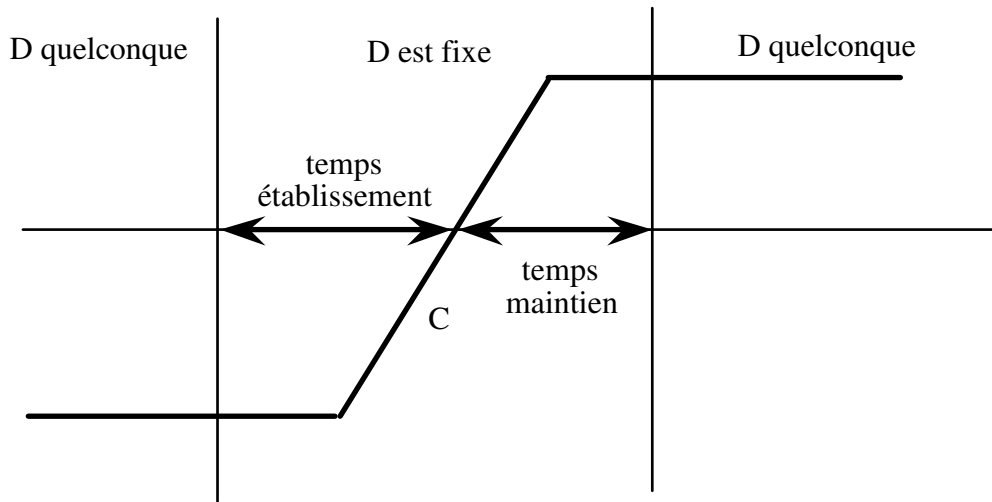 D quelconque
D est fixe
D quelconque
temps
établissement
temps
maintien
C